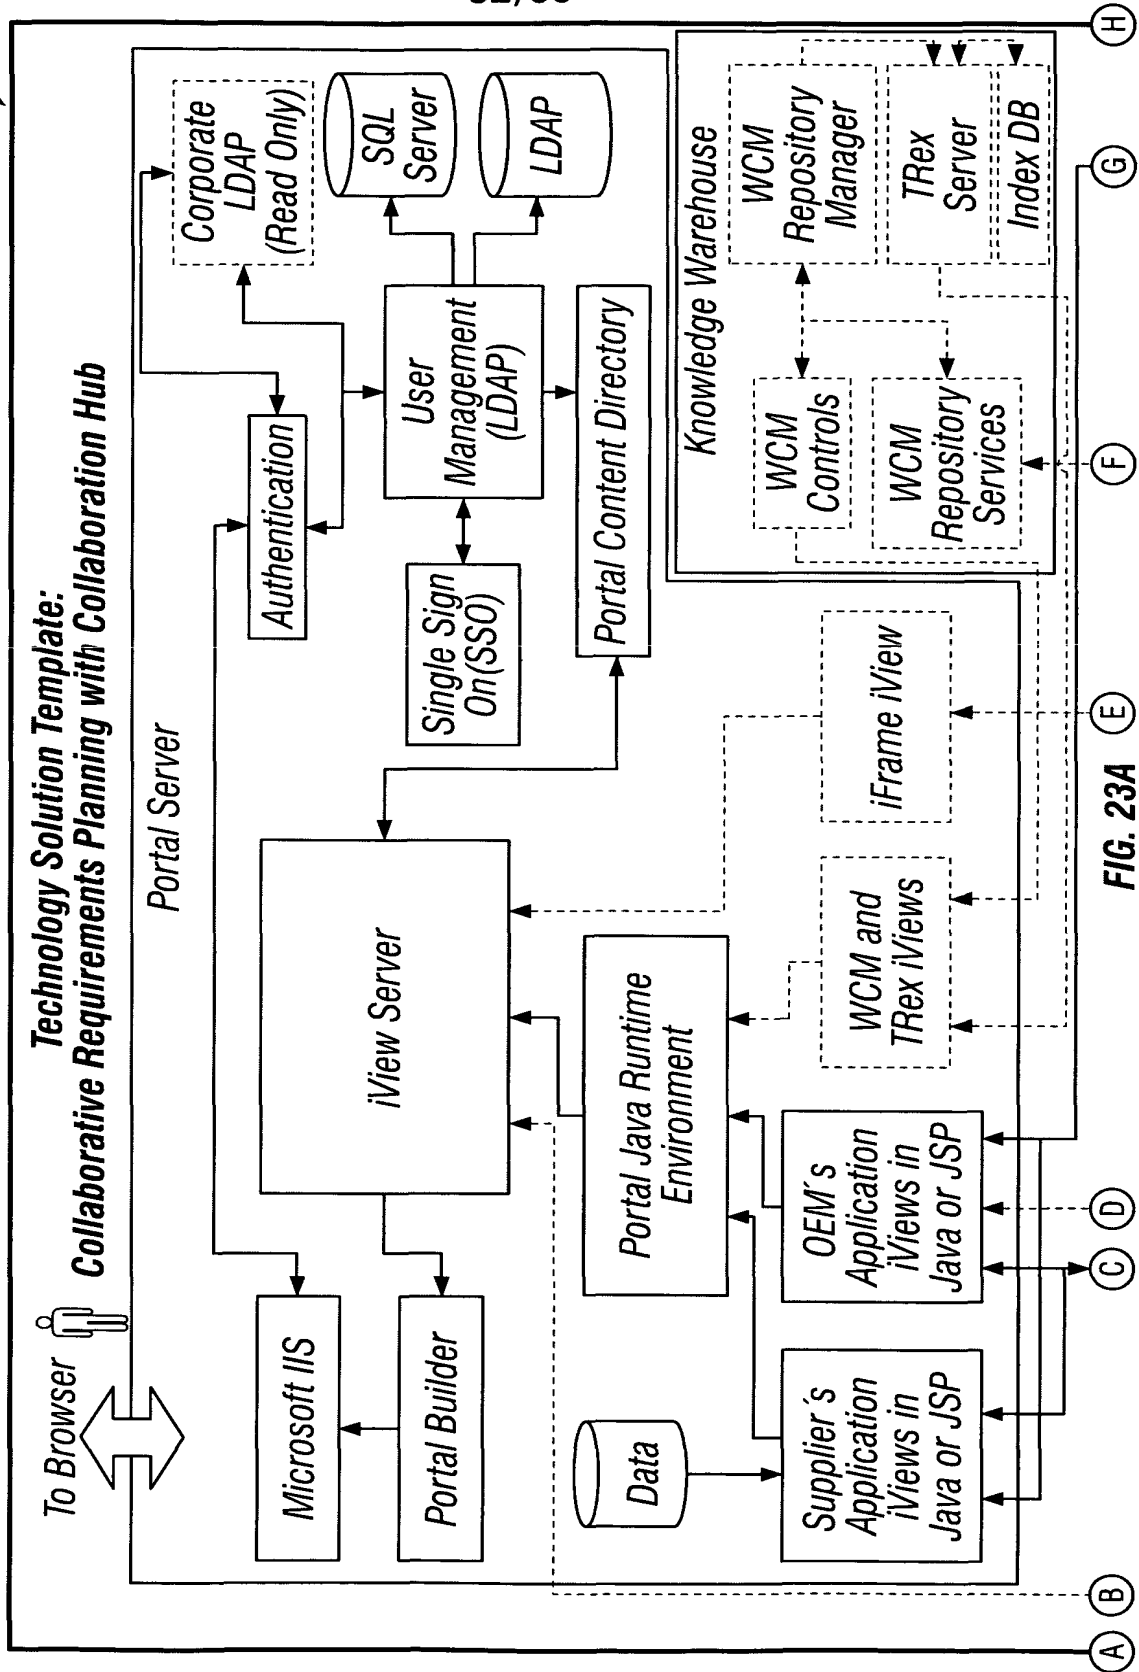 Technology Solution Template:
Collaborative Requirements Planning with Collaboration Hub
To Browser
Portal Server
Microsoft IIS
Portal Builder
iView Server
Authentication
Corporate
LDAP
(Read Only)
SQL
Server
LDAP
User
Management
(LDAP)
Single Sign
On(SSO)
Portal Content Directory
Data
Portal Java Runtime
Environment
Supplier´s
Application
iViews in
Java or JSP
OEM´s
Application
iViews in
Java or JSP
WCM and
TRex iViews
iFrame iView
Knowledge Warehouse
WCM
Controls
WCM
Repository
Services
WCM
Repository
Manager
TRex
Server
Index DB
A
B
C
D
E
F
G
H
FIG. 23A